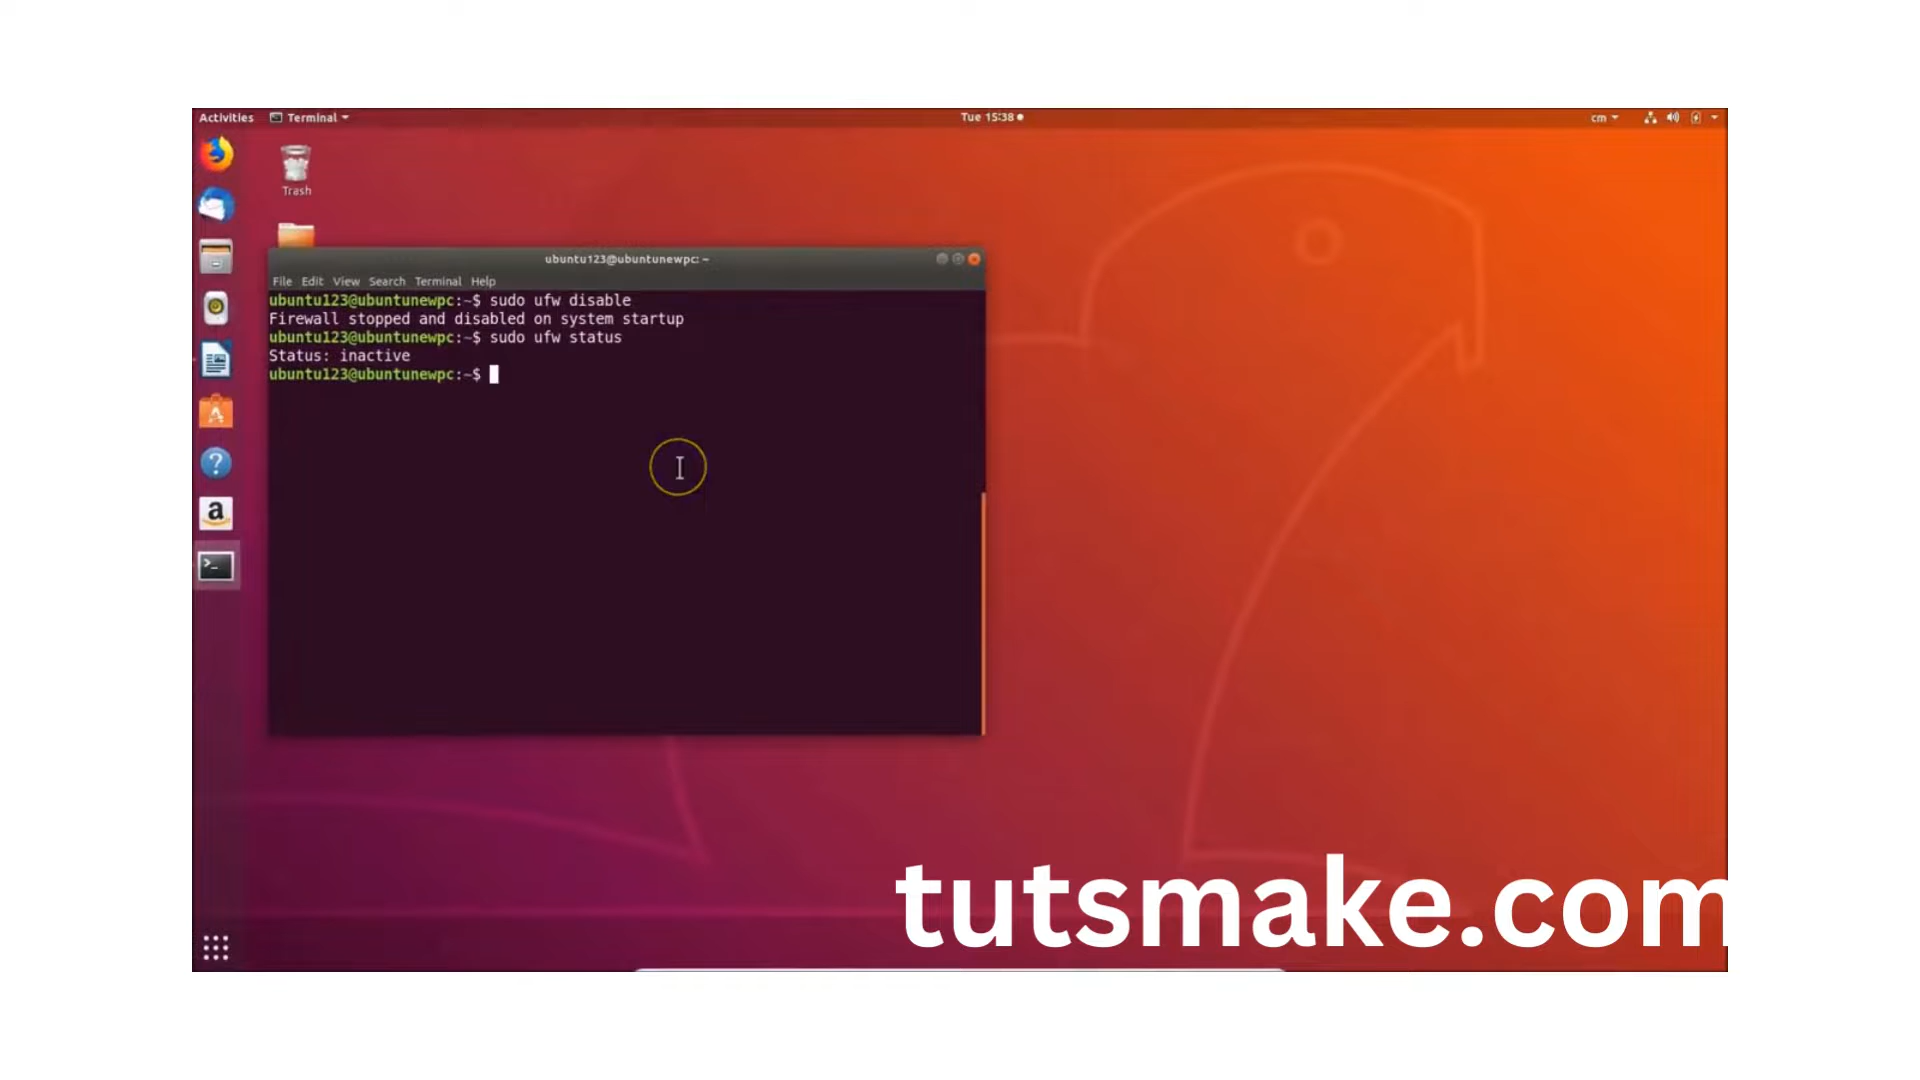 Activities Terminal Tue 15:38 cm
Trash
ubuntu123@ubuntunewpc: ~
File Edit View Search Terminal Help
ubuntu123@ubuntunewpc:~$ sudo ufw disable
Firewall stopped and disabled on system startup
ubuntu123@ubuntunewpc:~$ sudo ufw status
Status: inactive
ubuntu123@ubuntunewpc:~$
tutsmake.com